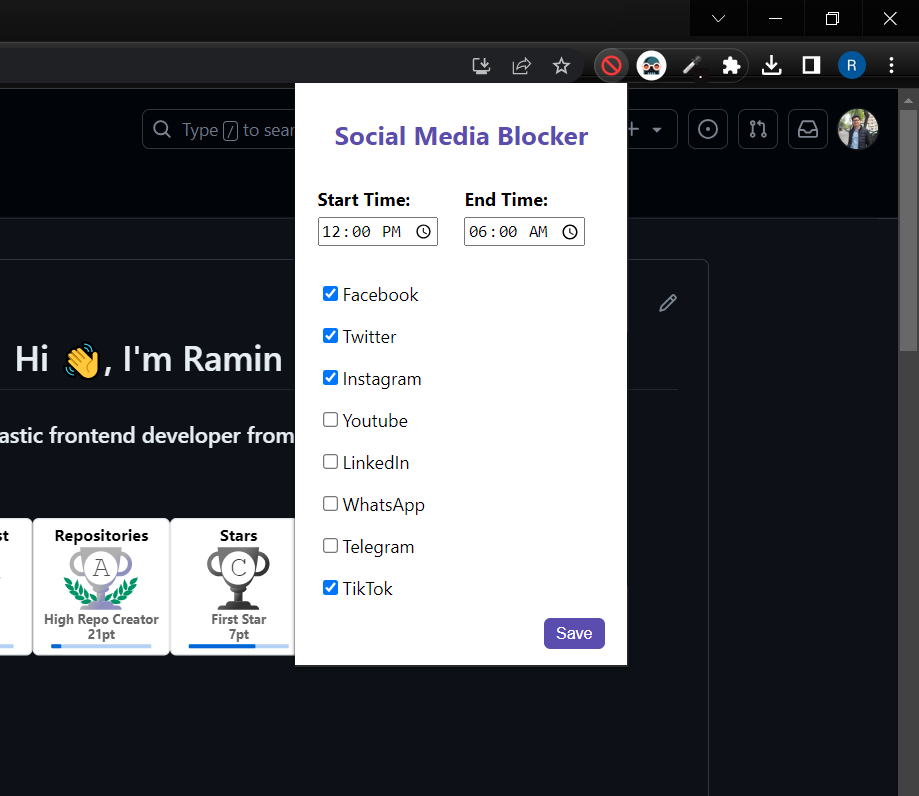 R
Type / to sear
Social Media Blocker
Start Time: End Time:
12:00 PM 06:00 AM
Facebook
Twitter
Instagram
Youtube
LinkedIn
WhatsApp
Telegram
TikTok
Save
Hi 👋, I'm Ramin
astic frontend developer from
st Repositories Stars
A C
High Repo Creator First Star
21pt 7pt